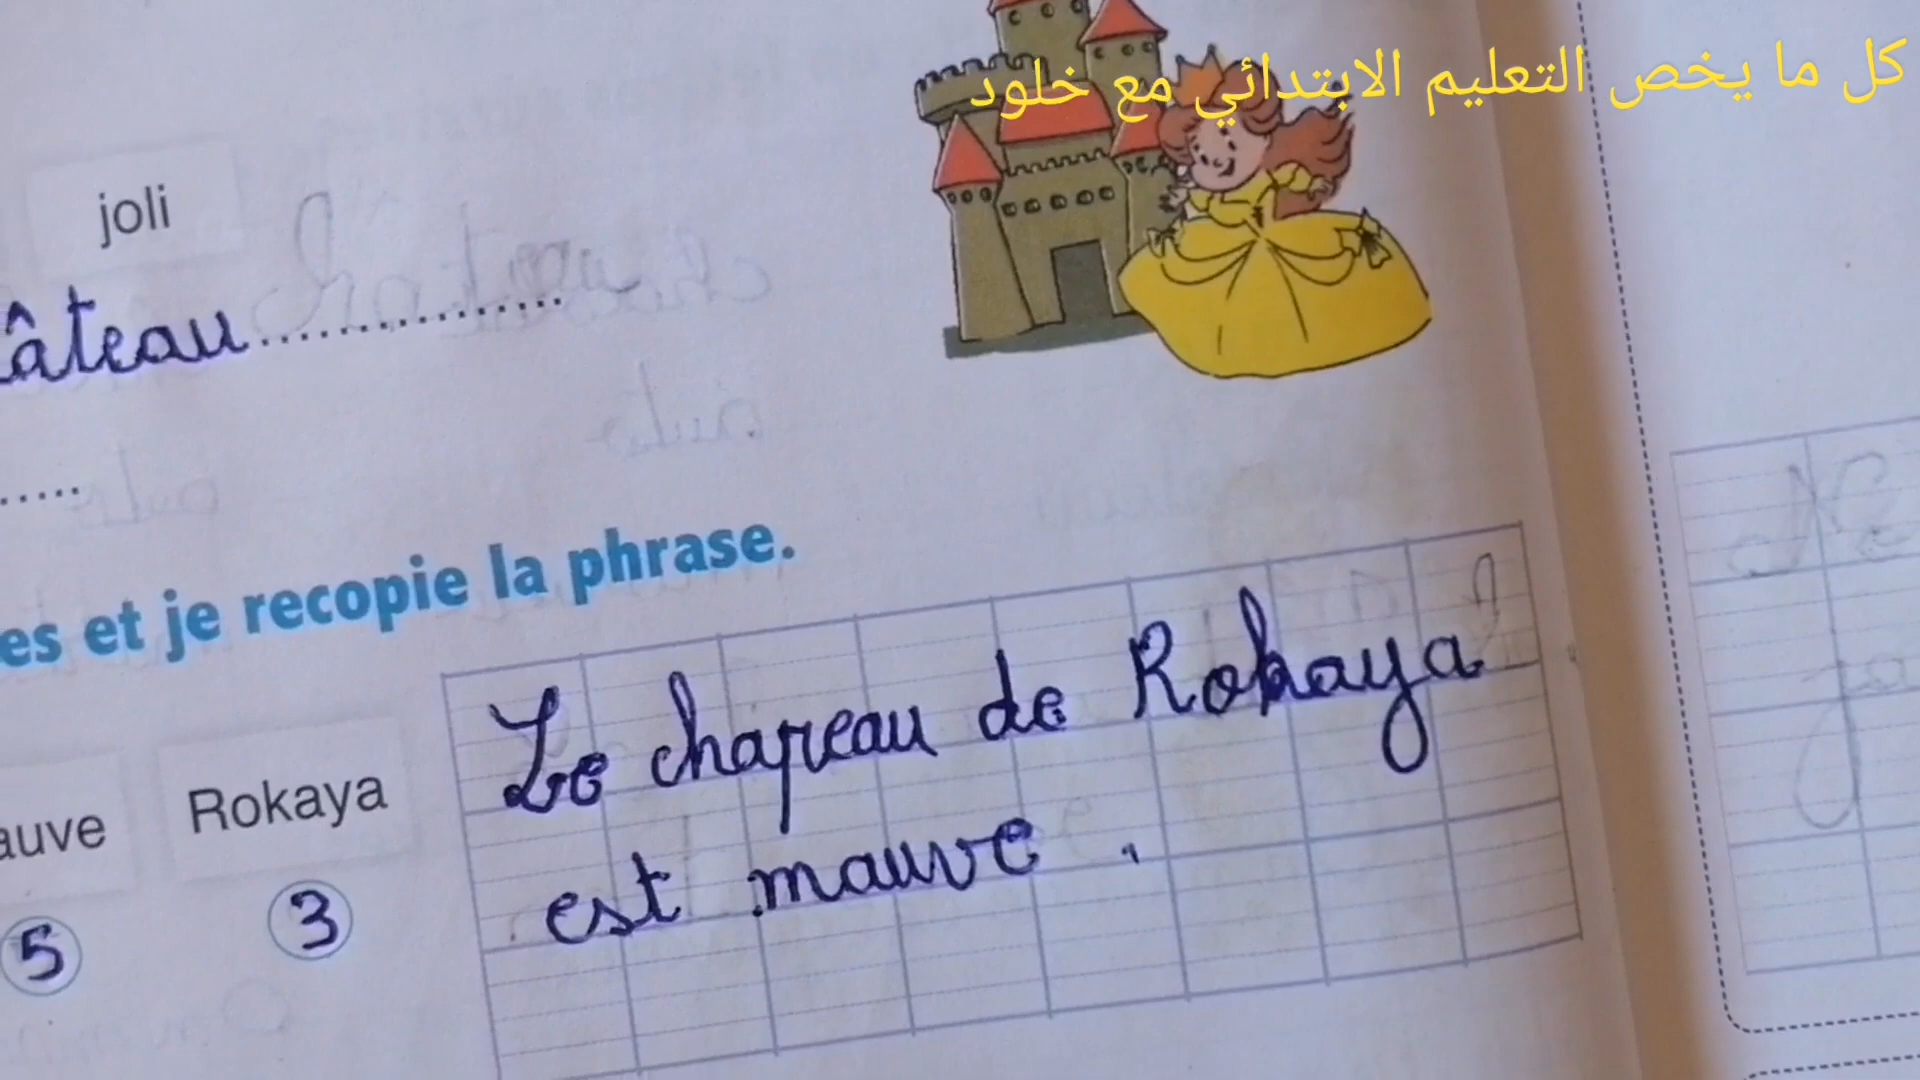 كل ما يخص التعليم الابتدائي مع خلود
joli
âteau
es et je recopie la phrase.
auve
Rokaya
5
3
Le chapeau de Rokaya
est mauve.